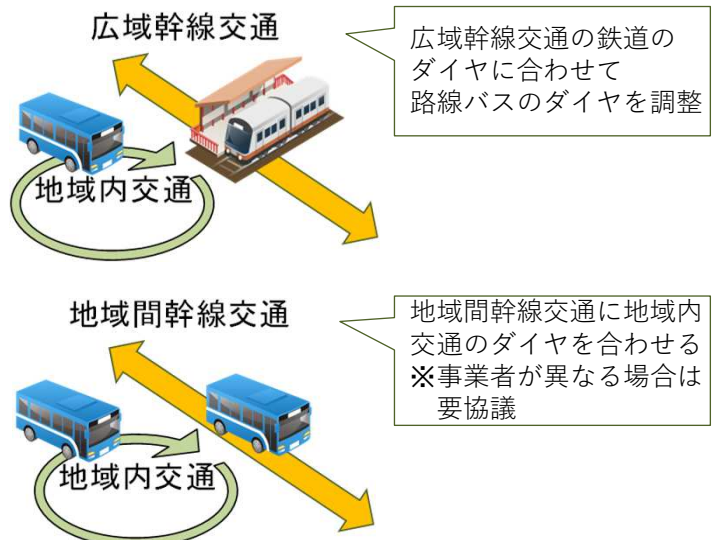 広域幹線交通
広域幹線交通の鉄道の
ダイヤに合わせて
路線バスのダイヤを調整
地域内交通
地域間幹線交通
地域間幹線交通に地域内
交通のダイヤを合わせる
※事業者が異なる場合は
要協議
地域内交通